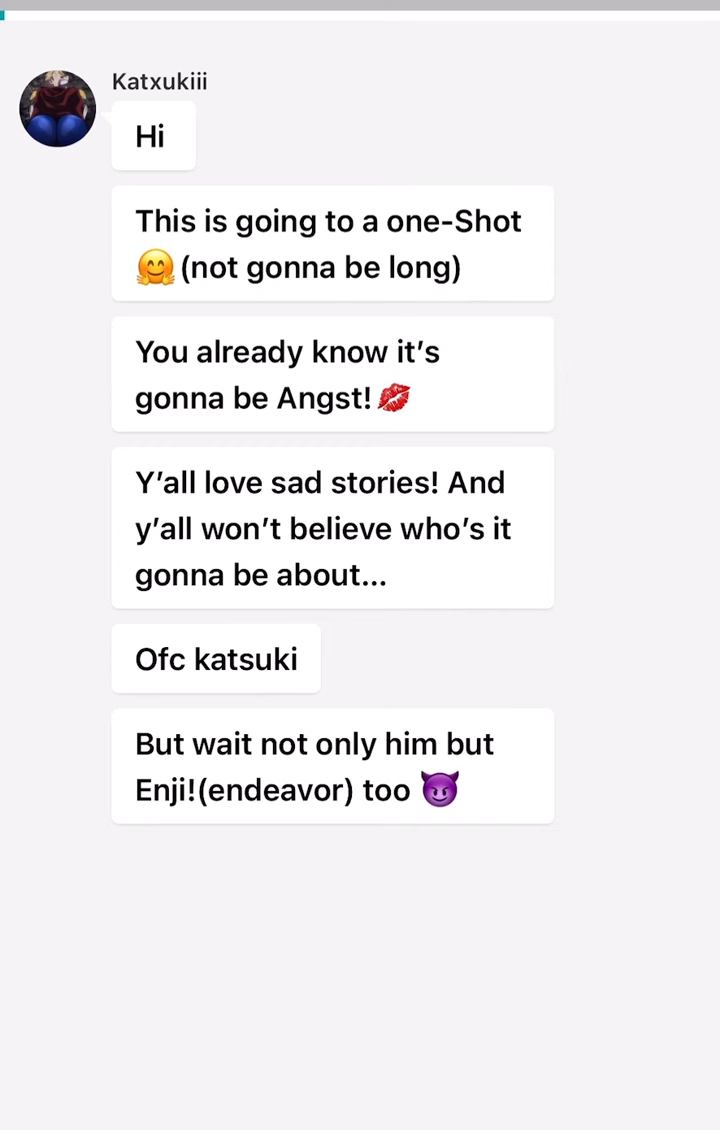 Katxukiii
Hi
This is going to a one-Shot
🤗(not gonna be long)
You already know it’s
gonna be Angst!💋
Y’all love sad stories! And
y’all won’t believe who’s it
gonna be about...
Ofc katsuki
But wait not only him but
Enji!(endeavor) too 😈